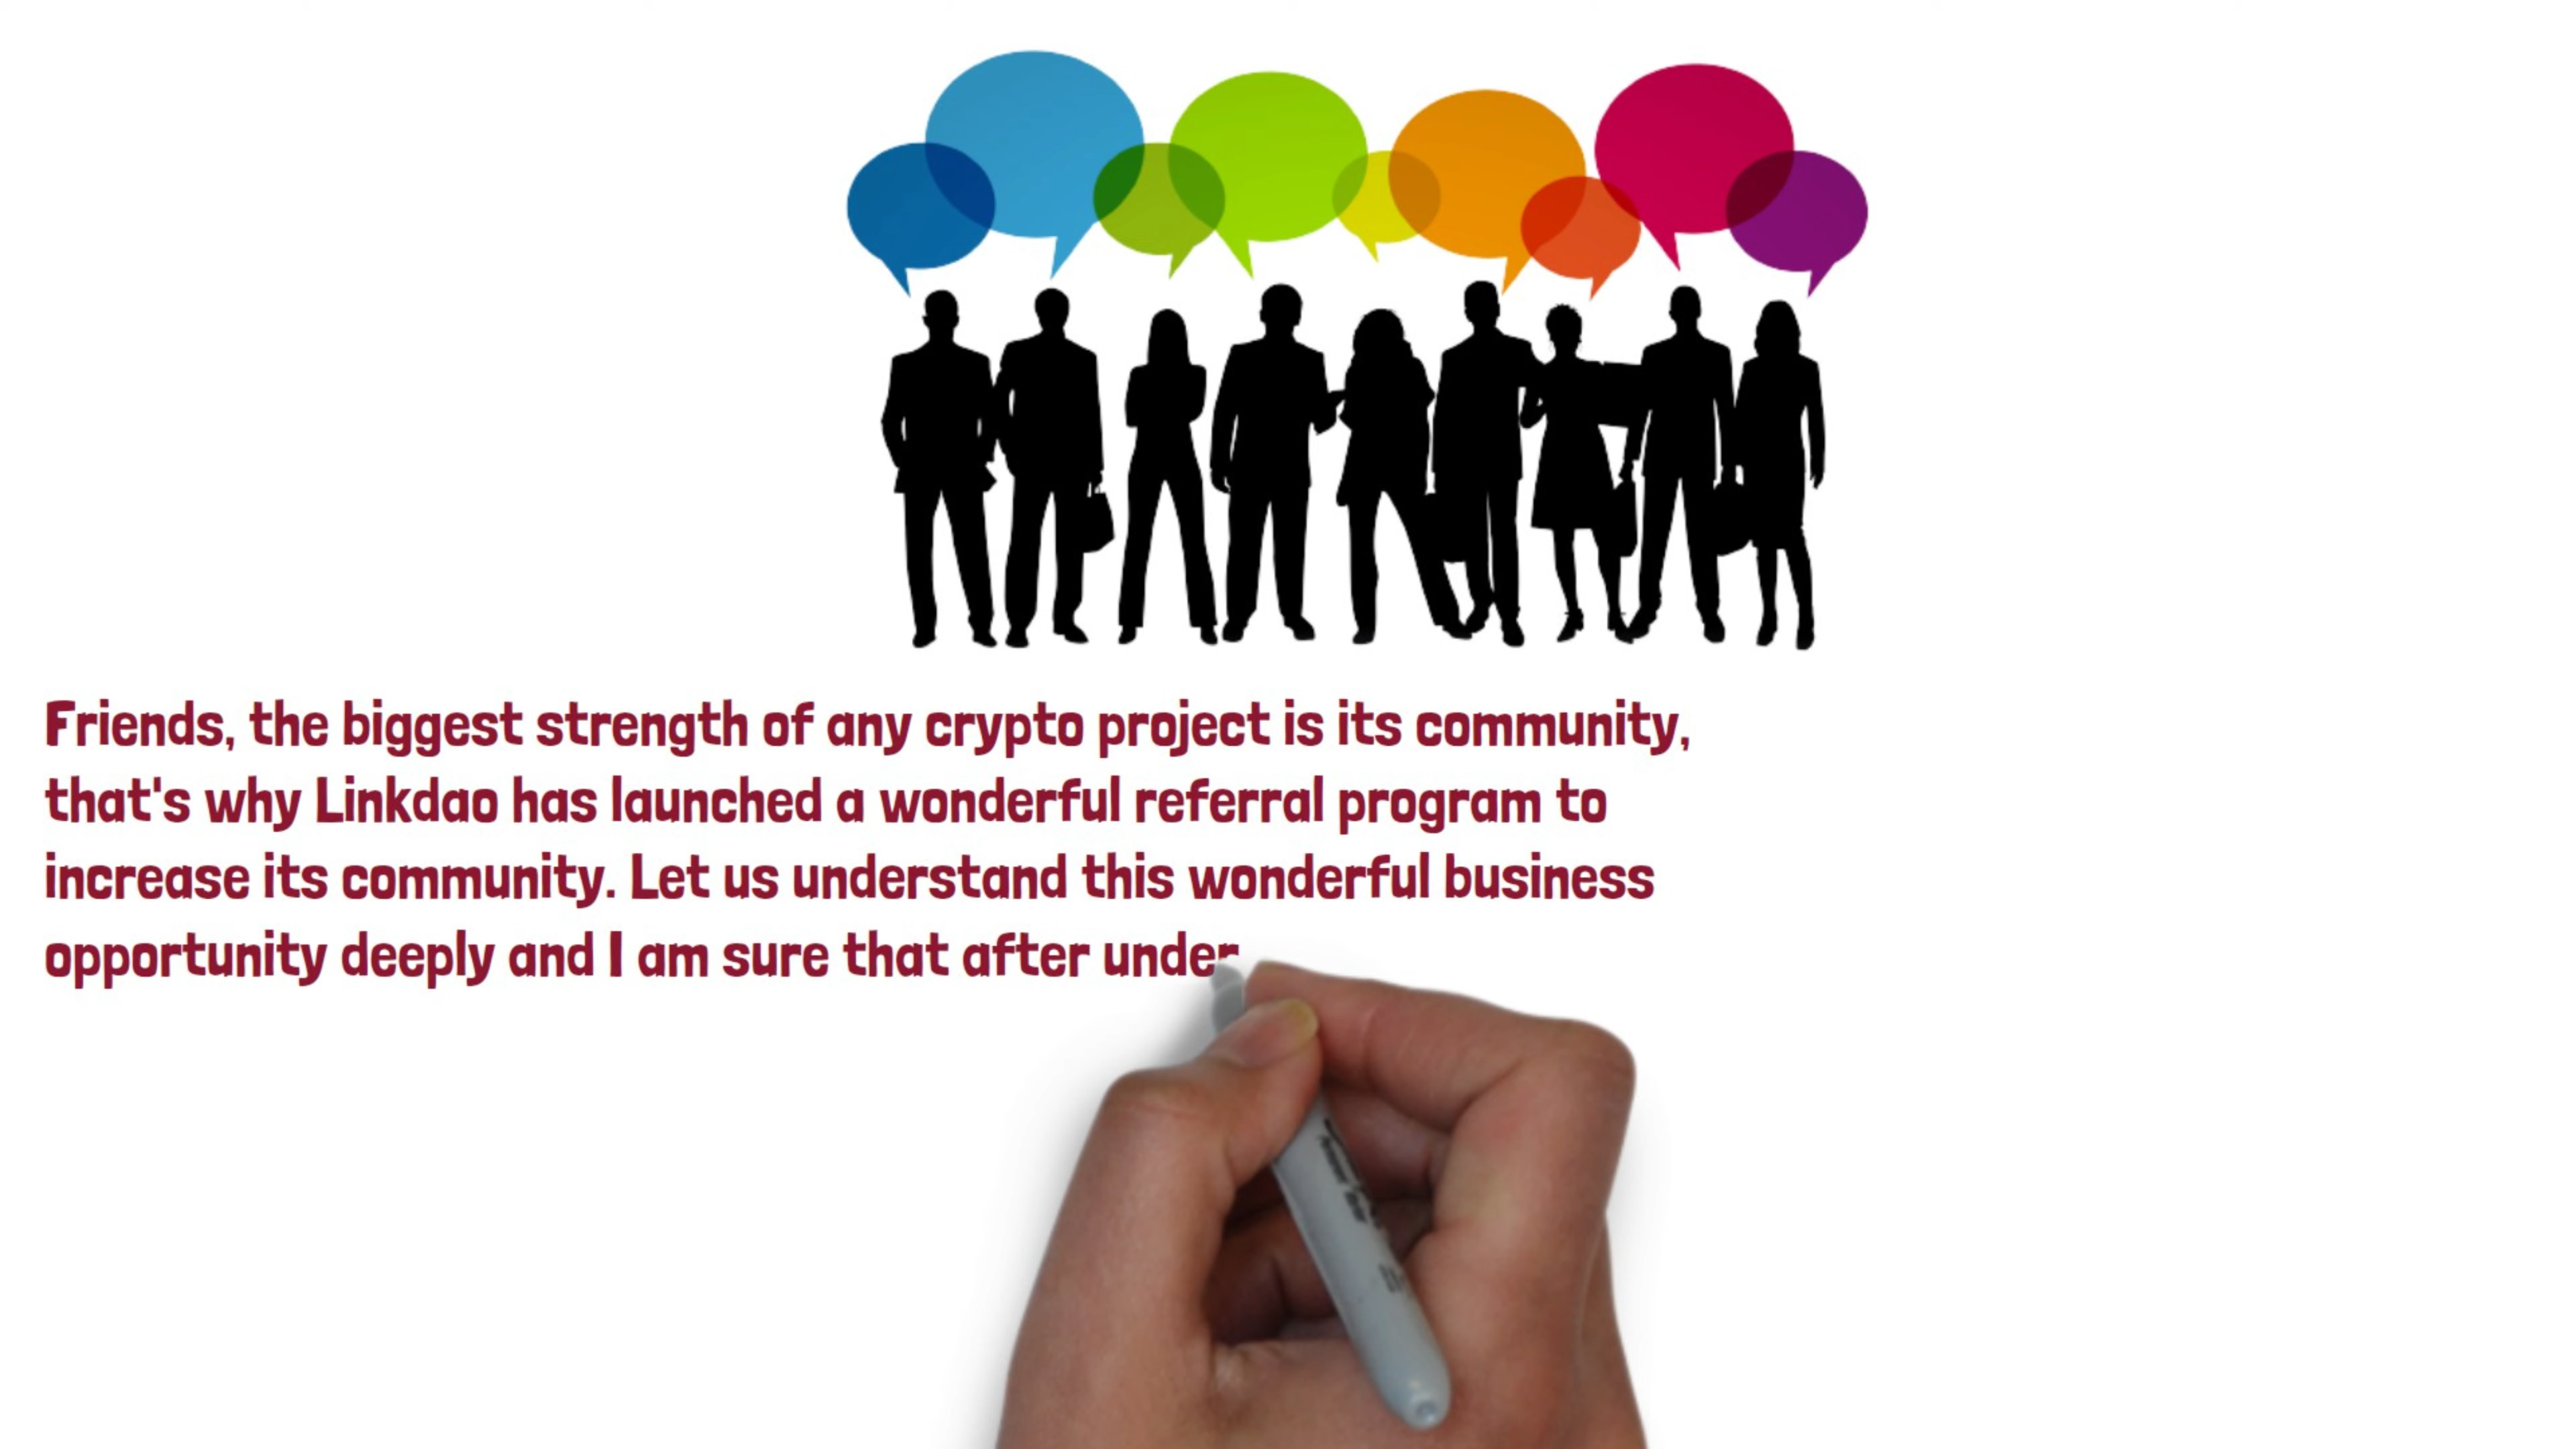 Friends, the biggest strength of any crypto project is its community,
that's why Linkdao has launched a wonderful referral program to
increase its community. Let us understand this wonderful business
opportunity deeply and I am sure that after under